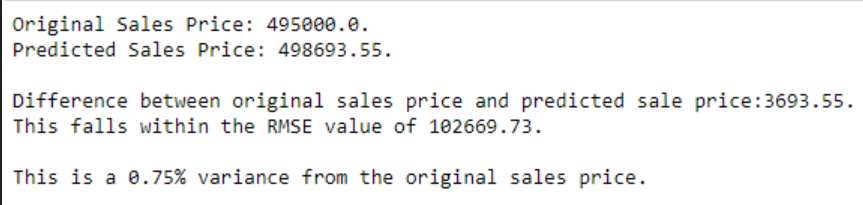 Original Sales Price: 495000.0.
Predicted Sales Price: 498693.55.
Difference between original sales price and predicted sale price:3693.55.
This falls within the RMSE value of 102669.73.
This is a 0.75% variance from the original sales price.